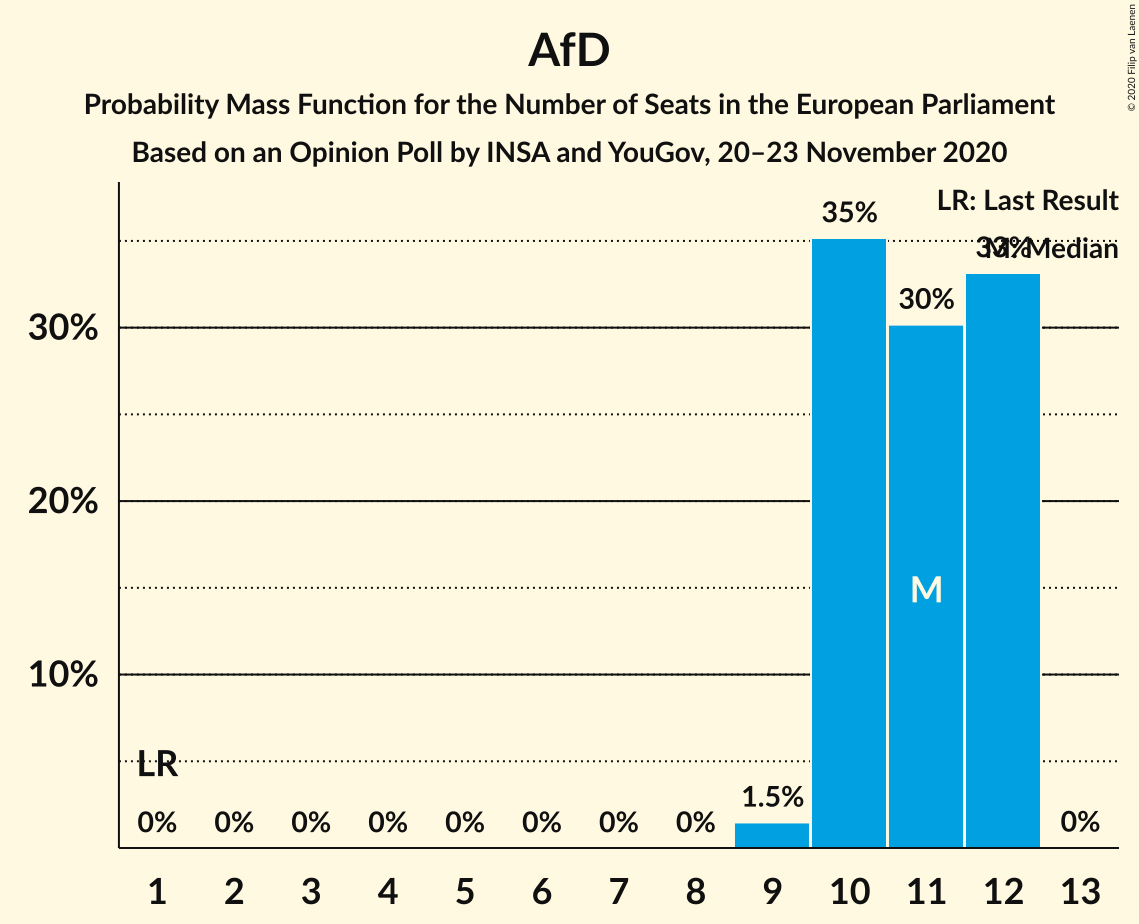 AfD
Probability Mass Function for the Number of Seats in the European Parliament
Based on an Opinion Poll by INSA and YouGov, 20–23 November 2020
© 2020 Filip van Laenen
LR: Last Result
M: Median
35%
33%
30%
30%
20%
M
10%
LR
1.5%
0% 0% 0% 0% 0% 0% 0% 0% 0%
1 2 3 4 5 6 7 8 9 10 11 12 13